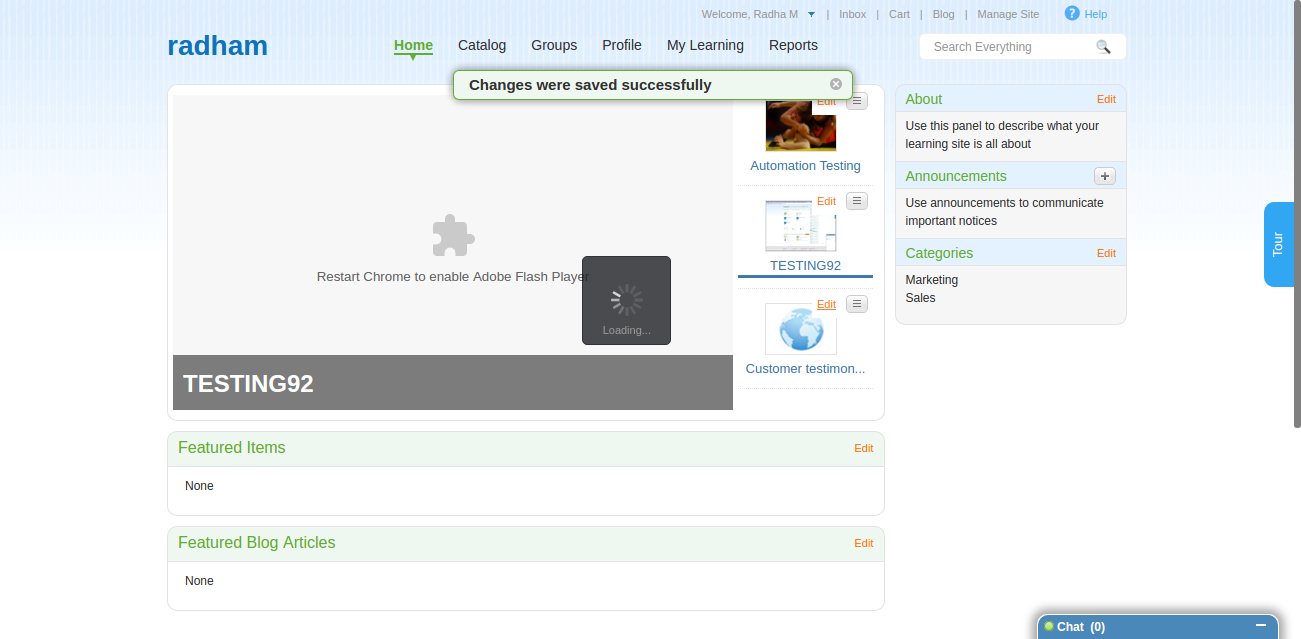 Welcome, Radha M | Inbox | Cart | Blog | Manage Site ? Help
radham
Home Catalog Groups Profile My Learning Reports
Search Everything
Changes were saved successfully
Edit
Automation Testing
Edit
TESTING92
Edit
Customer testimon...
Restart Chrome to enable Adobe Flash Player
Loading...
TESTING92
About Edit
Use this panel to describe what your
learning site is all about
Announcements +
Use announcements to communicate
important notices
Categories Edit
Marketing
Sales
Tour
Featured Items Edit
None
Featured Blog Articles Edit
None
Chat (0)